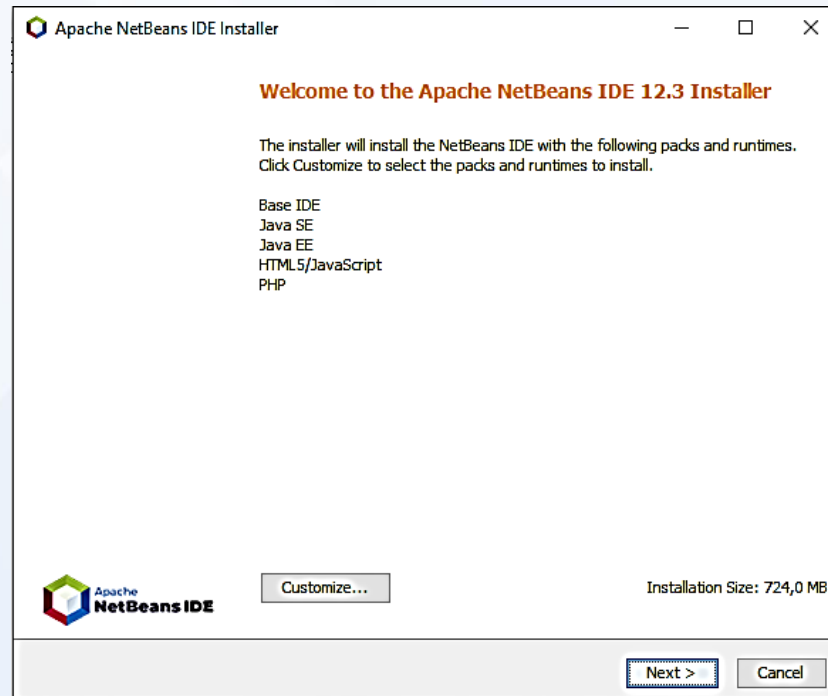 Apache NetBeans IDE Installer
Welcome to the Apache NetBeans IDE 12.3 Installer
The installer will install the NetBeans IDE with the following packs and runtimes.
Click Customize to select the packs and runtimes to install.
Base IDE
Java SE
Java EE
HTML5/JavaScript
PHP
Apache
NetBeans IDE
Customize...
Installation Size: 724,0 MB
Next >
Cancel